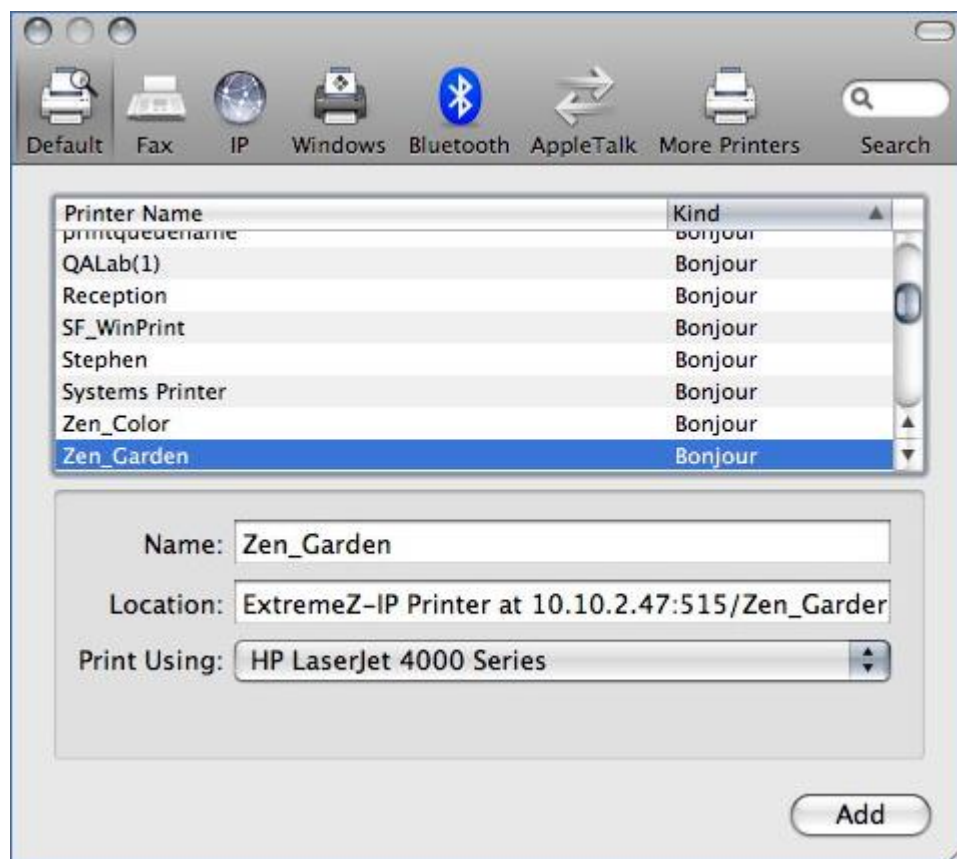 Default Fax IP Windows Bluetooth AppleTalk More Printers Search
Printer Name Kind
printqueuename Bonjour
QALab(1) Bonjour
Reception Bonjour
SF_WinPrint Bonjour
Stephen Bonjour
Systems Printer Bonjour
Zen_Color Bonjour
Zen_Garden Bonjour
Name: Zen_Garden
Location: ExtremeZ-IP Printer at 10.10.2.47:515/Zen_Garder
Print Using: HP LaserJet 4000 Series
Add